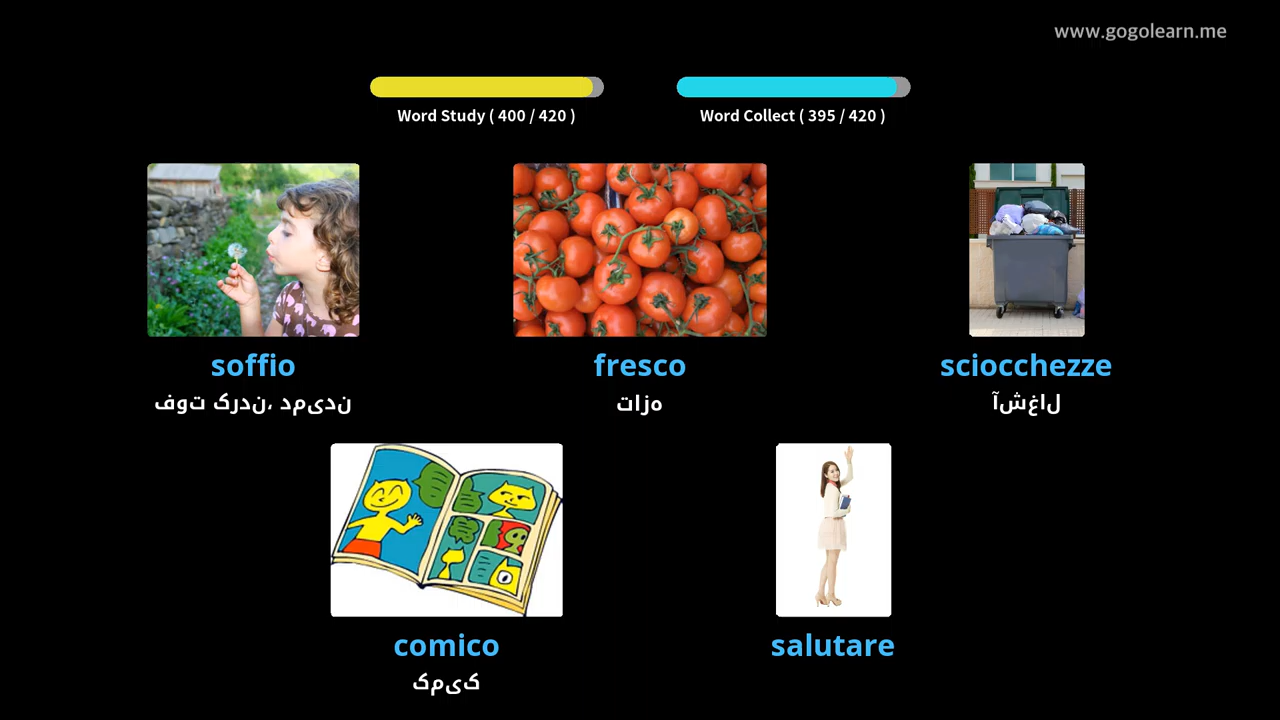 www.gogolearn.me
Word Study ( 400 / 420 )
Word Collect ( 395 / 420 )
soffio
ندیمد ،ندرک توف
fresco
هزات
sciocchezze
لاغشآ
comico
کیمک
salutare